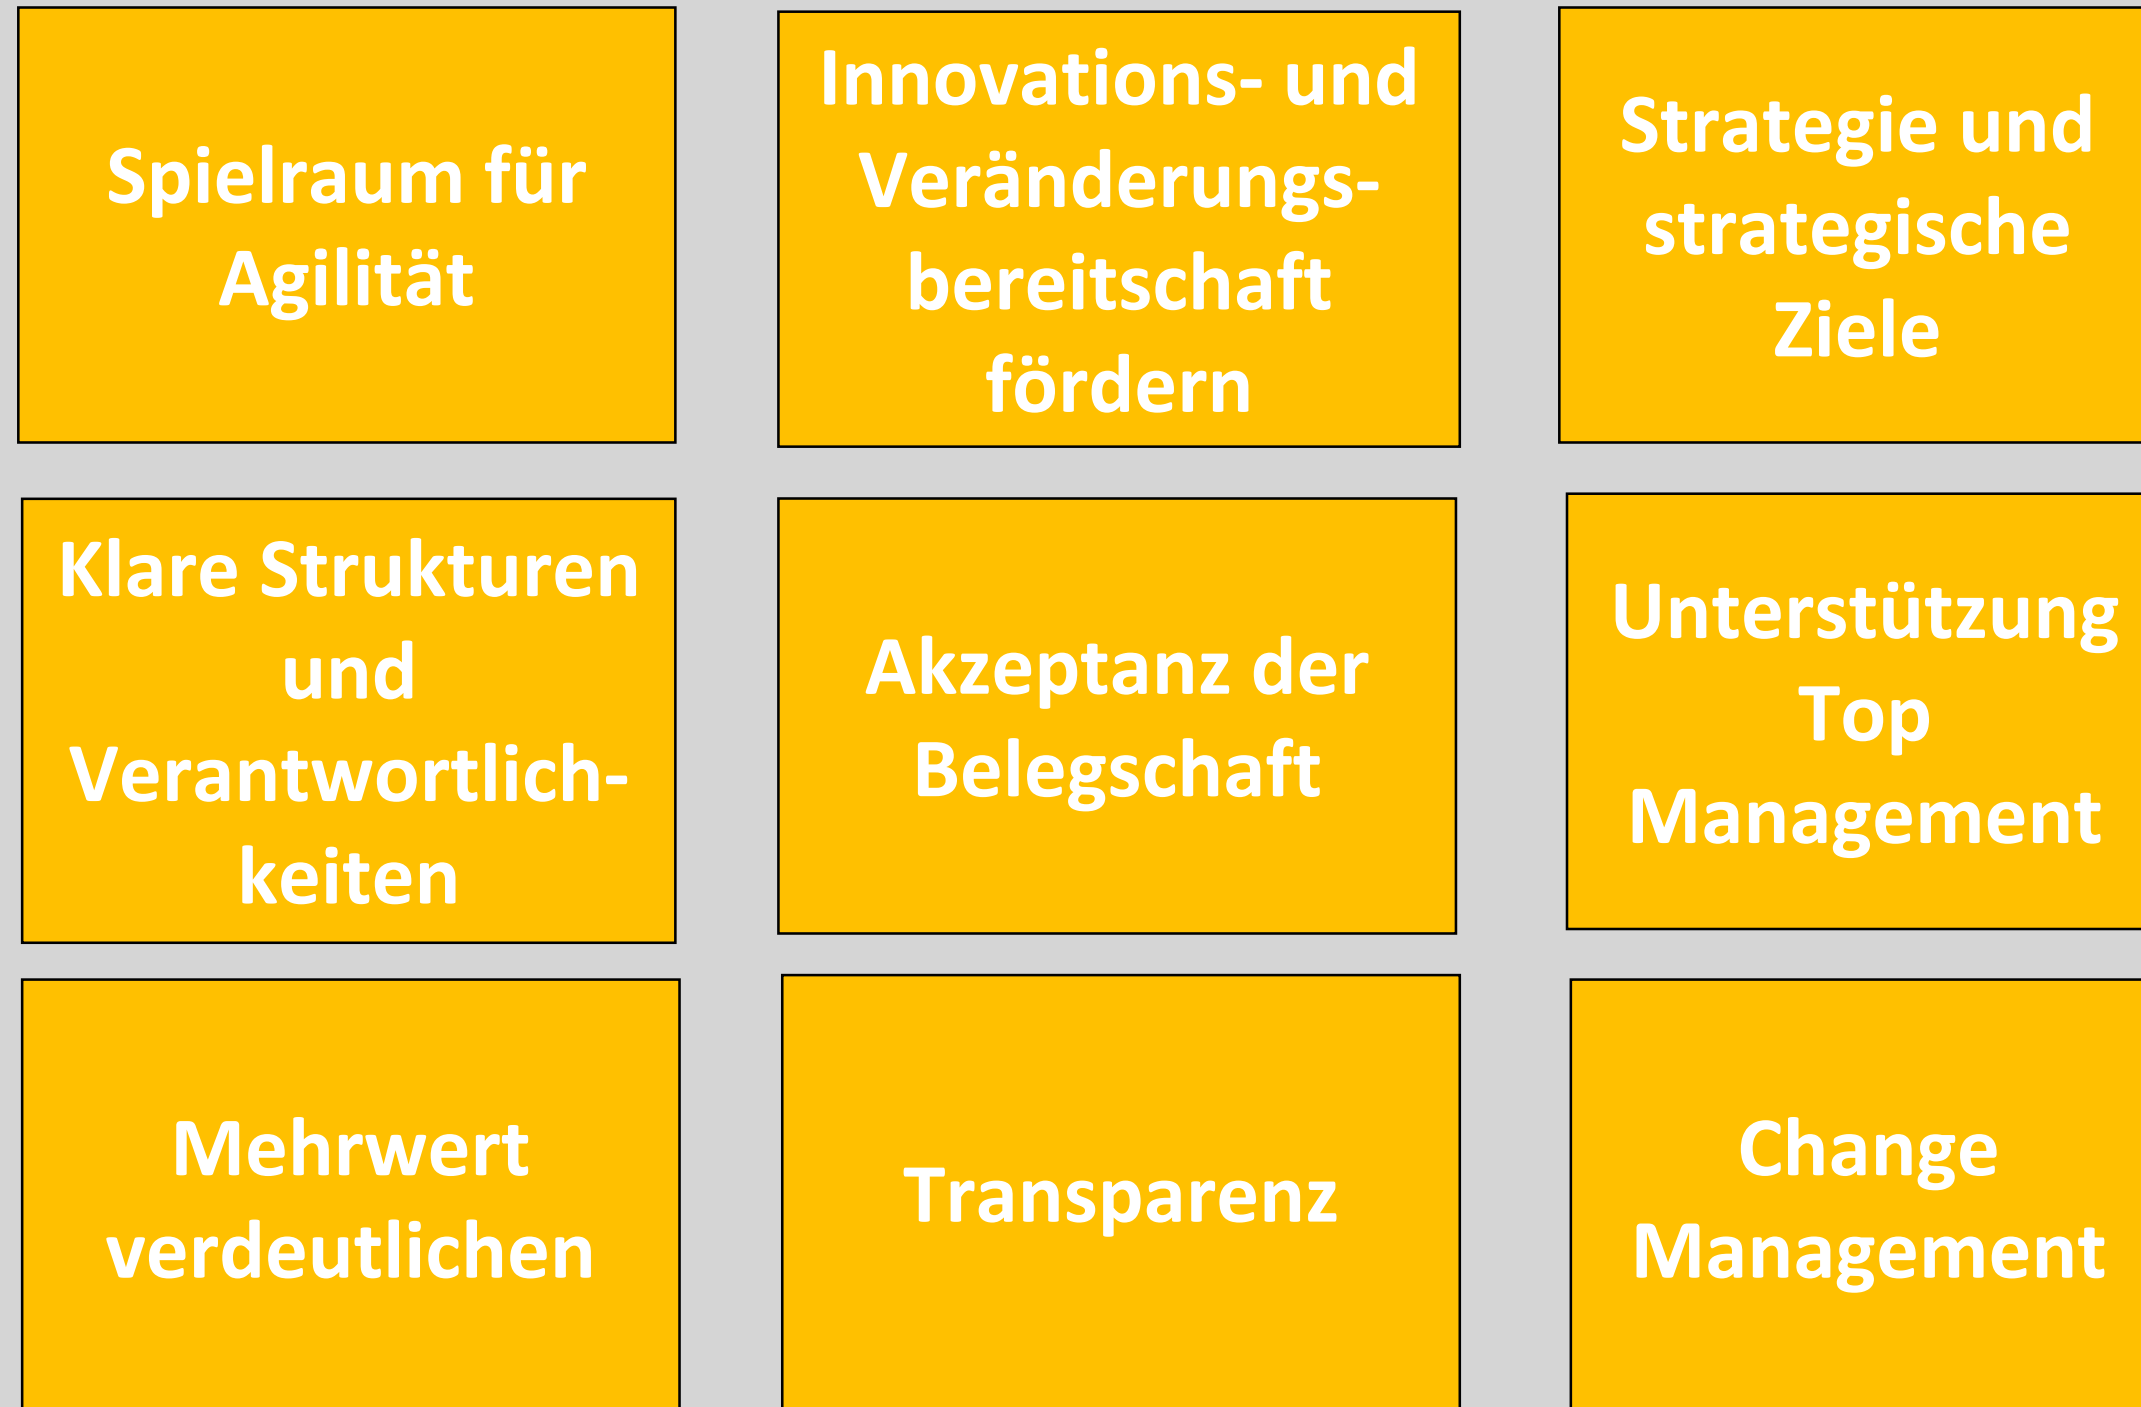 Spielraum für
Agilität
Innovations- und
Veränderungs-
bereitschaft
fördern
Strategie und
strategische
Ziele
Klare Strukturen
und
Verantwortlich-
keiten
Akzeptanz der
Belegschaft
Unterstützung
Top
Management
Mehrwert
verdeutlichen
Transparenz
Change
Management